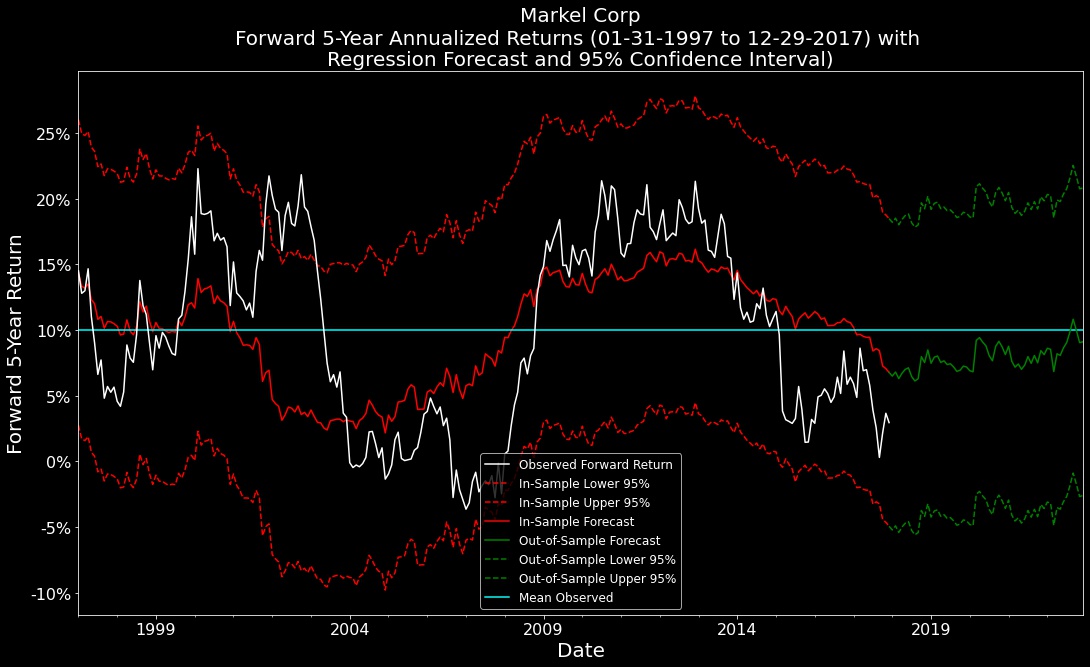 Markel Corp
Forward 5-Year Annualized Returns (01-31-1997 to 12-29-2017) with
Regression Forecast and 95% Confidence Interval)
Forward 5-Year Return
25%
20%
15%
10%
5%
0%
-5%
-10%
Observed Forward Return
In-Sample Lower 95%
In-Sample Upper 95%
In-Sample Forecast
Out-of-Sample Forecast
Out-of-Sample Lower 95%
Out-of-Sample Upper 95%
Mean Observed
1999
2004
2009
2014
2019
Date